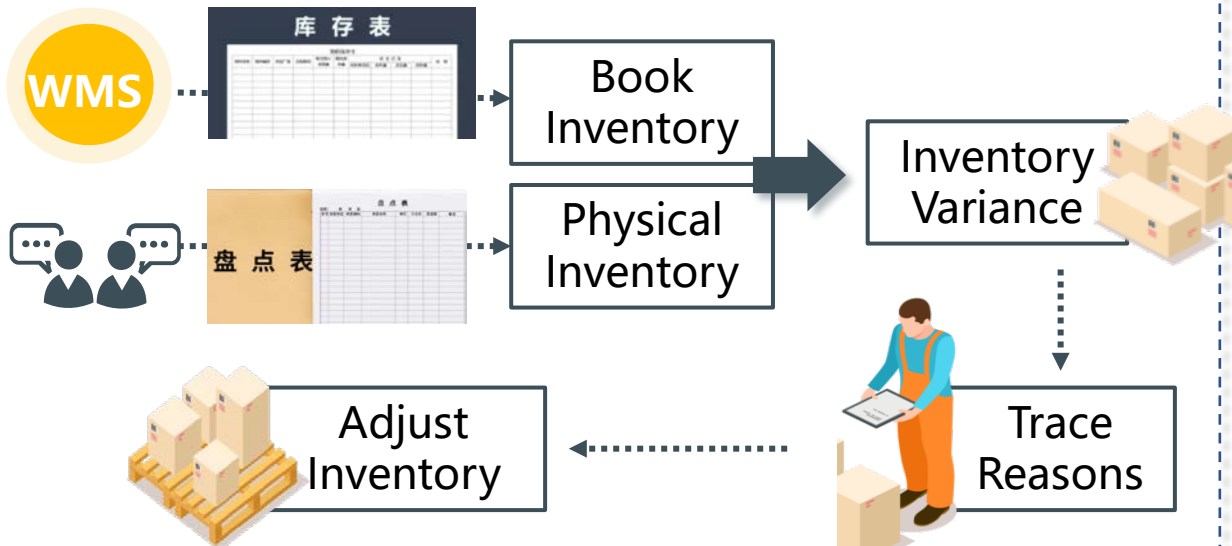 WMS
库存表
Book
Inventory
盘点表
盘点表
Physical
Inventory
Inventory
Variance
Trace
Reasons
Adjust
Inventory